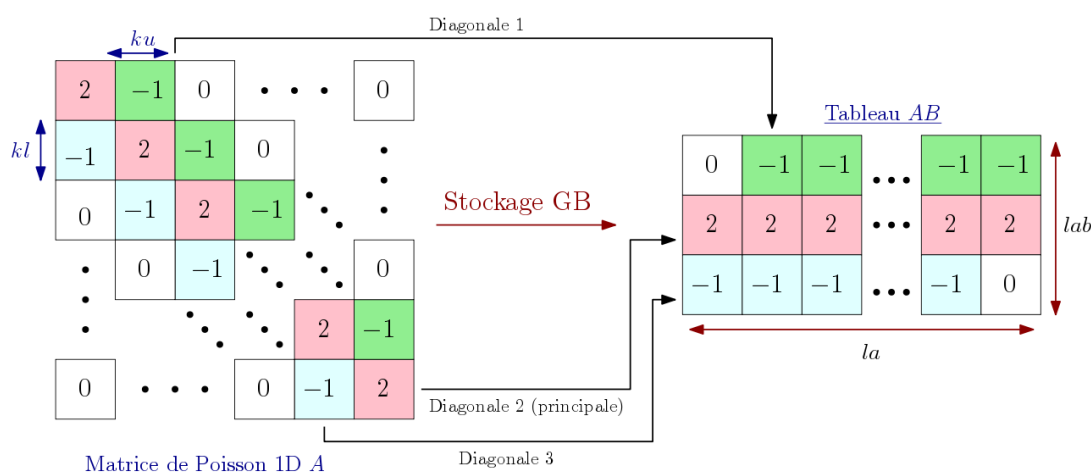 Diagonale 1
ku
2 −1 0 0
Tableau AB
kl
−1 2 −1 0
0 −1 −1 −1 −1
0 −1 2 −1
Stockage GB
2 2 2 2 2
lab
0 −1 0
−1 −1 −1 −1 0
2 −1
la
0 0 −1 2
Diagonale 2 (principale)
Matrice de Poisson 1D A
Diagonale 3